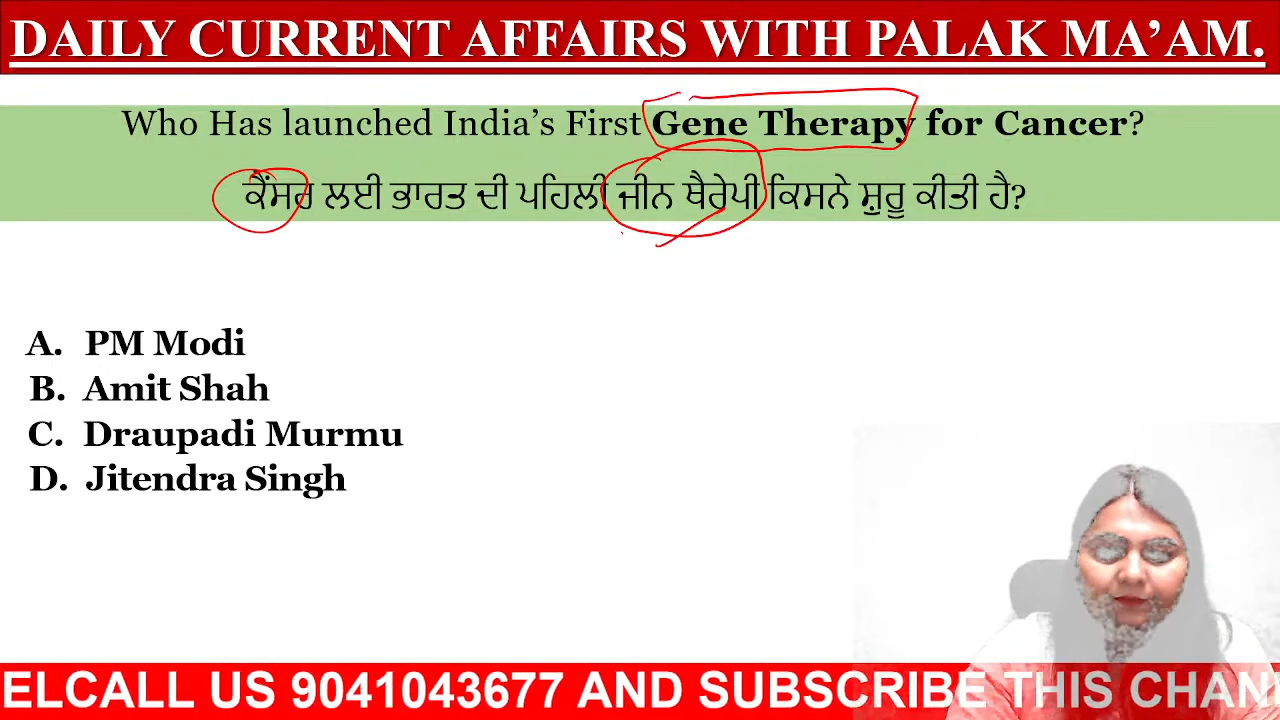 DAILY CURRENT AFFAIRS WITH PALAK MA’AM.
Who Has launched India’s First Gene Therapy for Cancer?
ਕੈਂਸਰ ਲਈ ਭਾਰਤ ਦੀ ਪਹਿਲੀ ਜੀਨ ਥੈਰੇਪੀ ਕਿਸਨੇ ਸ਼ੁਰੂ ਕੀਤੀ ਹੈ?
A. PM Modi
B. Amit Shah
C. Draupadi Murmu
D. Jitendra Singh
ELCALL US 9041043677 AND SUBSCRIBE THIS CHAN